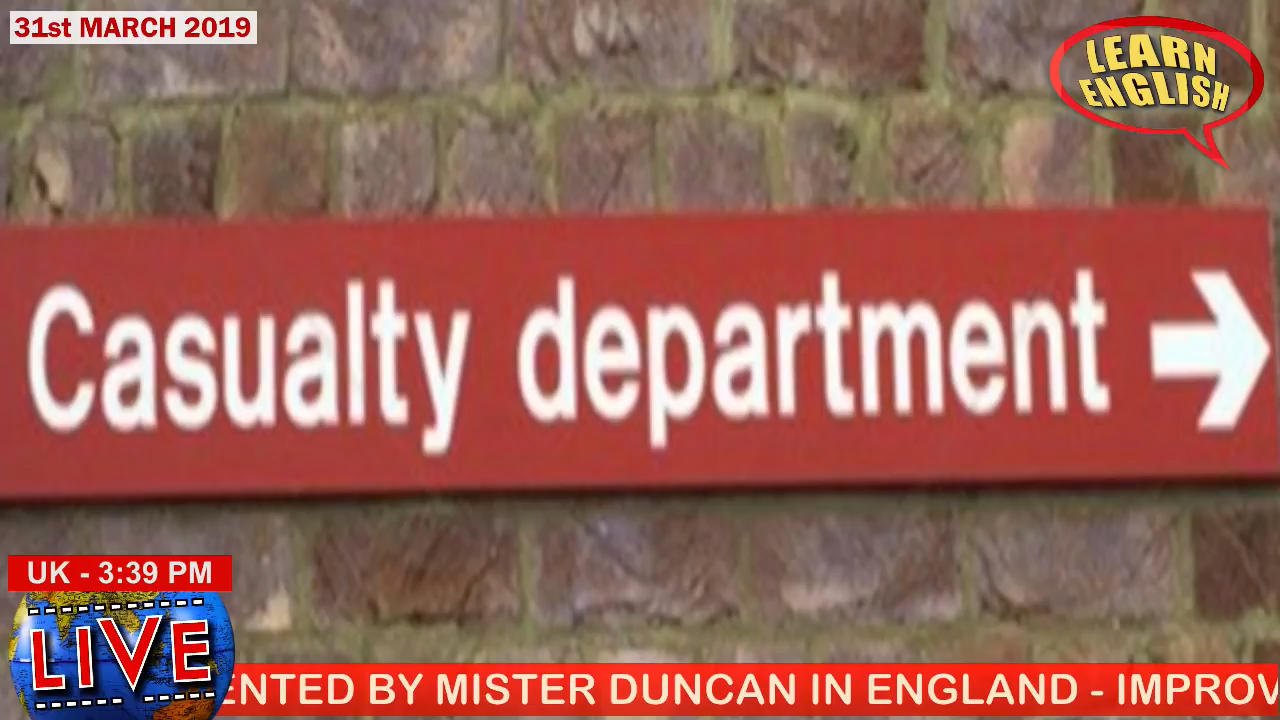 31st MARCH 2019
LEARN
ENGLISH
Casualty department
UK - 3:39 PM
LIVE
ENTED BY MISTER DUNCAN IN ENGLAND - IMPROV